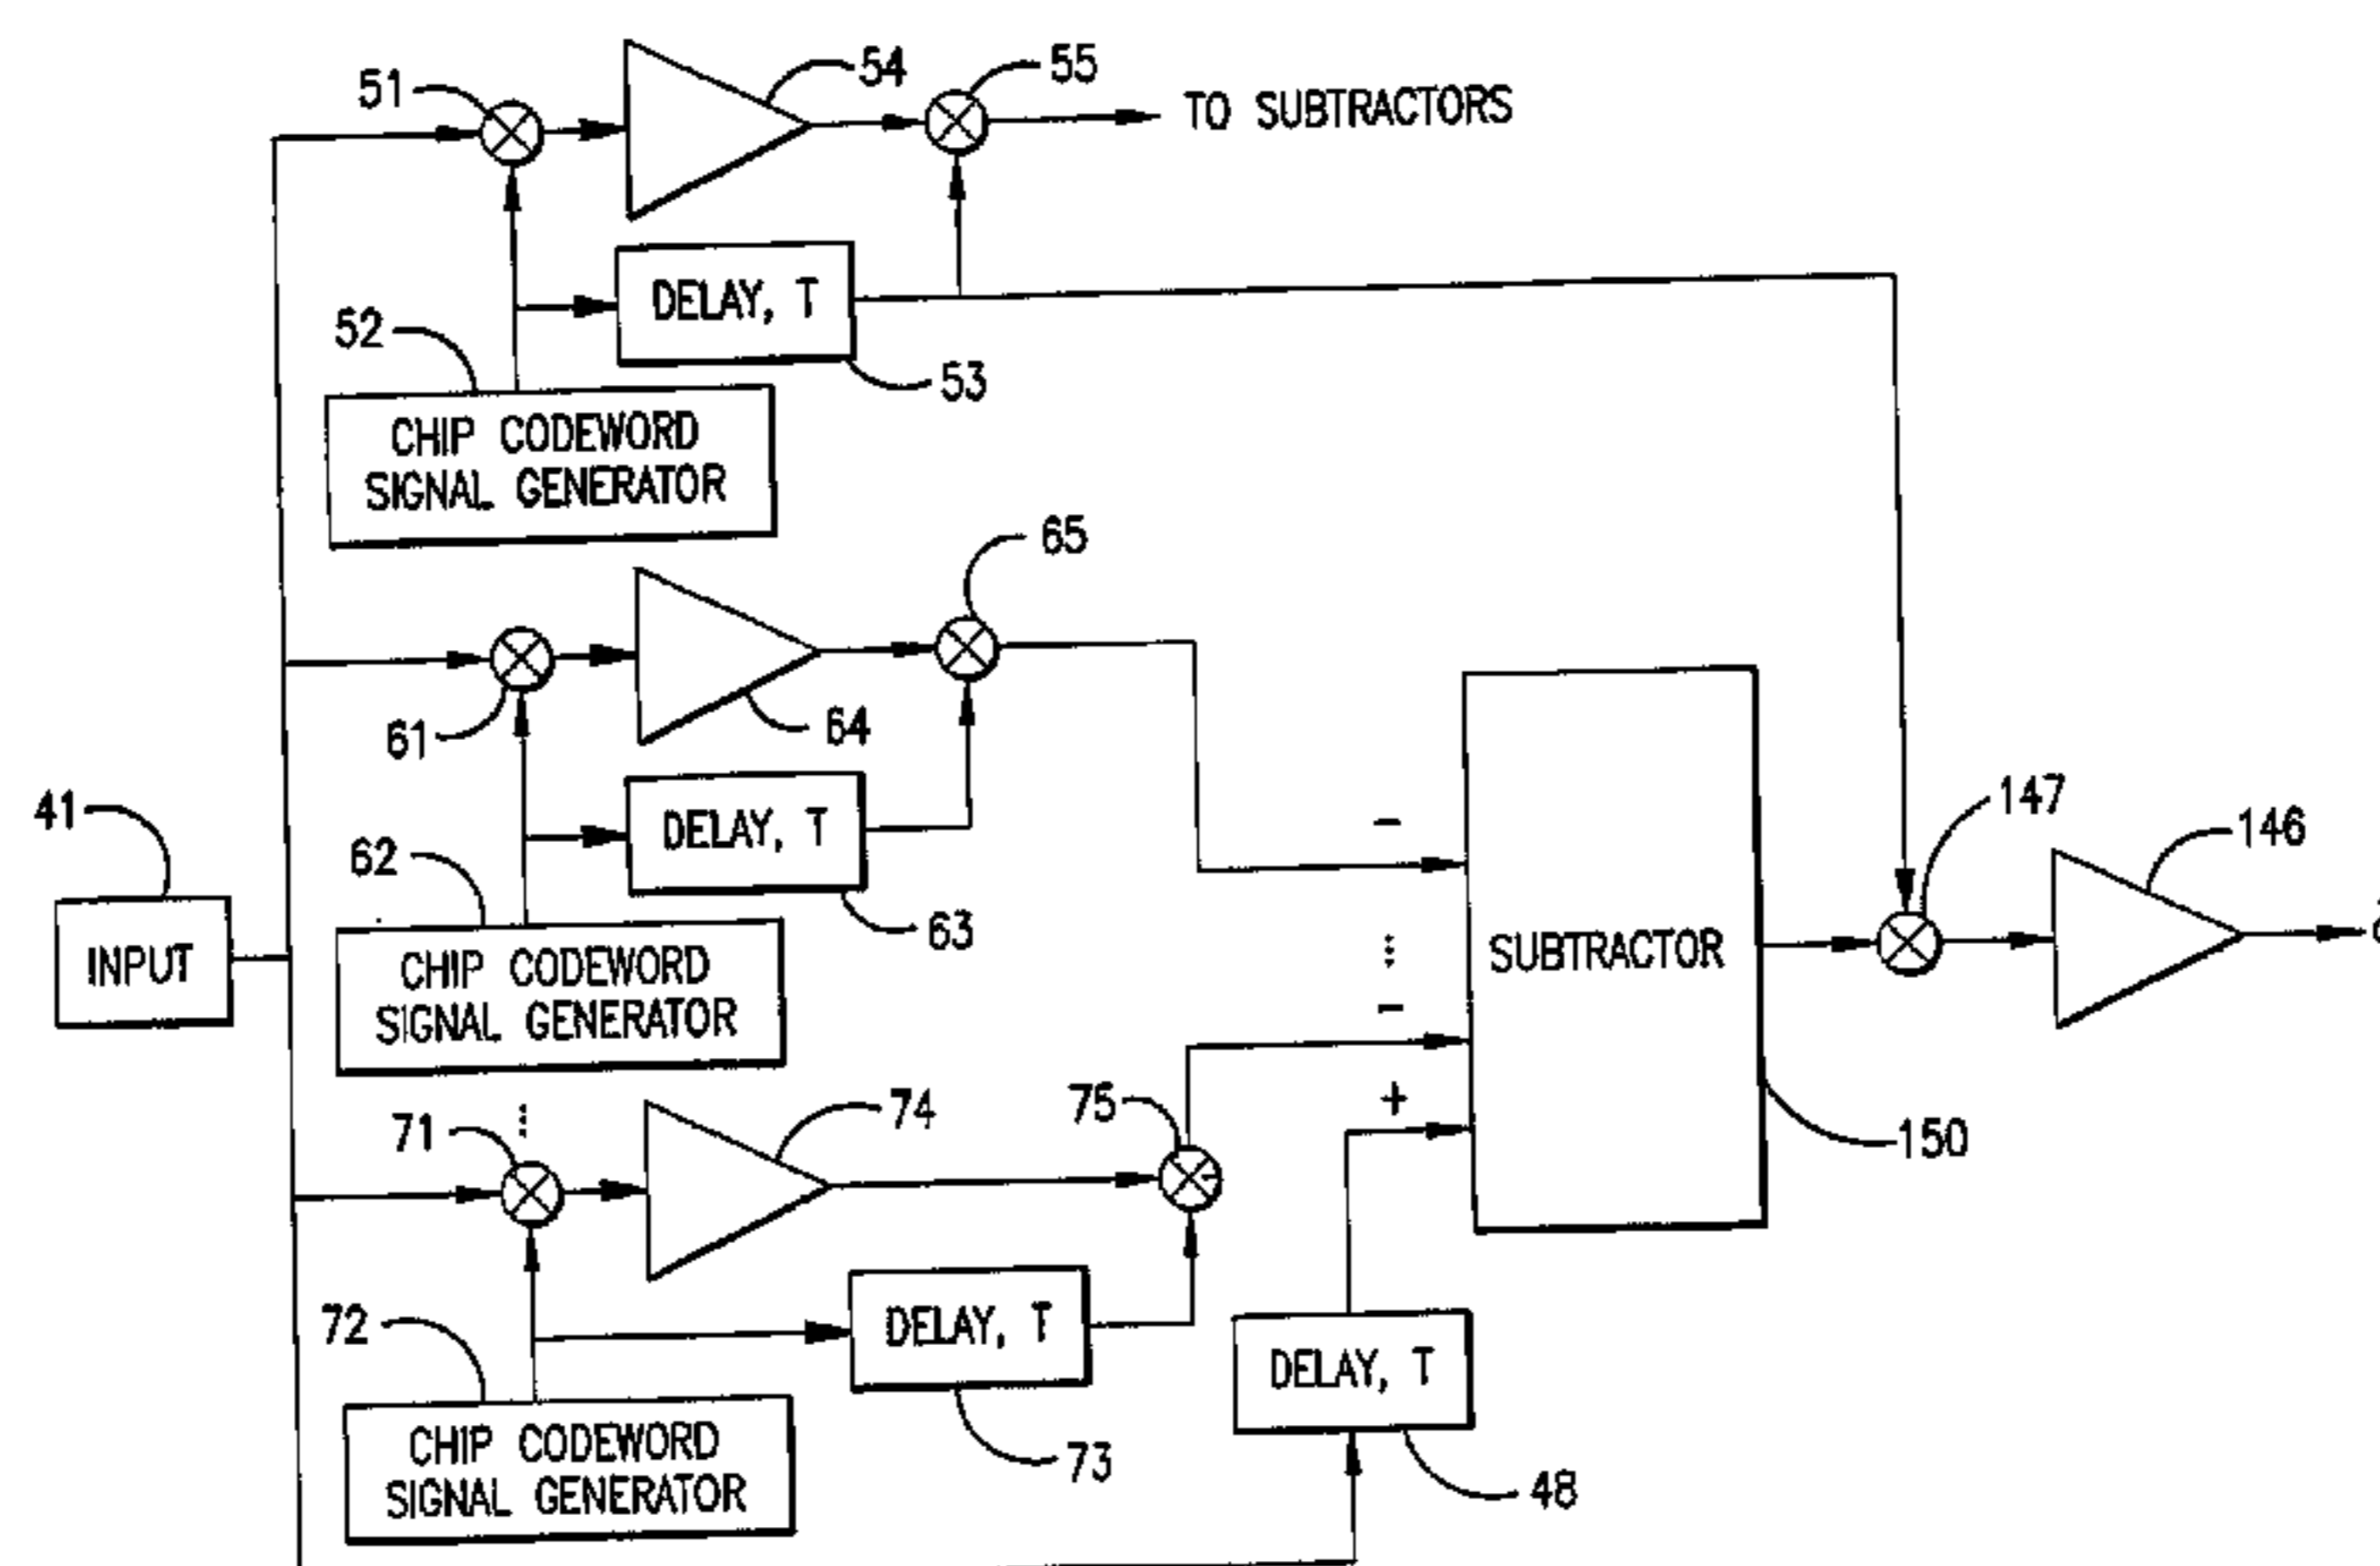 51
54
55
TO SUBTRACTORS
DELAY, T
52
53
CHIP CODEWORD
SIGNAL GENERATOR
65
61
64
41
147
DELAY, T
146
62
63
INPUT
CHIP CODEWORD
SIGNAL GENERATOR
-
⋮
SUBTRACTOR
-
+
71
⋮
74
75
150
72
DELAY, T
DELAY, T
CHIP CODEWORD
SIGNAL GENERATOR
73
48